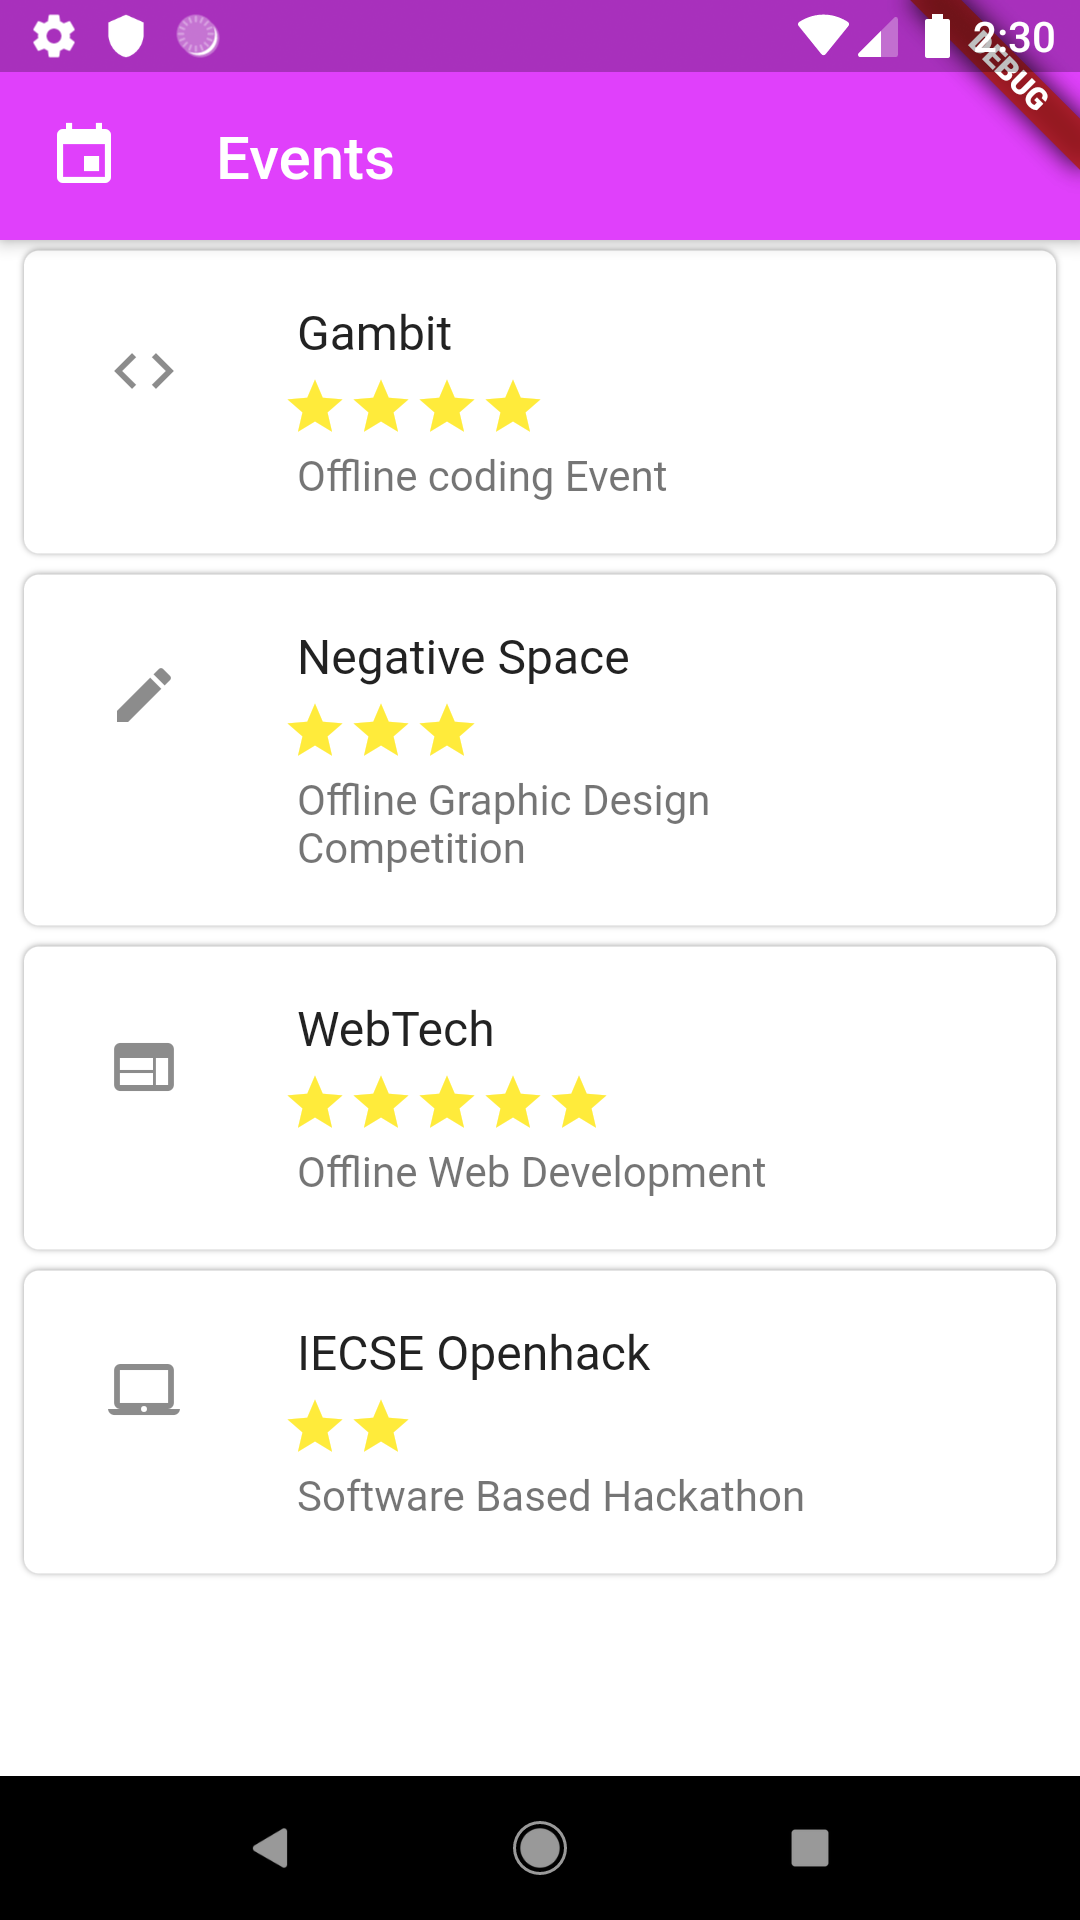 2:30
DEBUG
Events
Gambit
Offline coding Event
Negative Space
Offline Graphic Design
Competition
WebTech
Offline Web Development
IECSE Openhack
Software Based Hackathon